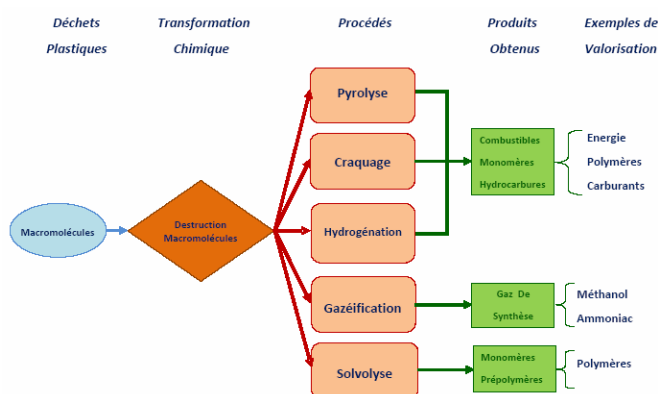 Déchets
Plastiques
Transformation
Chimique
Procédés
Produits
Obtenus
Exemples de
Valorisation
Macromolécules
Destruction
Macromolécules
Pyrolyse
Craquage
Hydrogénation
Gazéification
Solvolyse
Combustibles
Monomères
Hydrocarbures
Energie
Polymères
Carburants
Gaz De
Synthèse
Méthanol
Ammoniac
Monomères
Prépolymères
Polymères